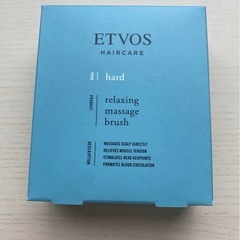 ETVOS
HAIRCARE
hard
PRODUCT
relaxing
massage
brush
DESCRIPTION
MASSAGES SCALP DIRECTLY
RELIEVES MUSCLE TENSION
STIMULATES NEAR ACUPOINTS
PROMOTES BLOOD CIRCULATION